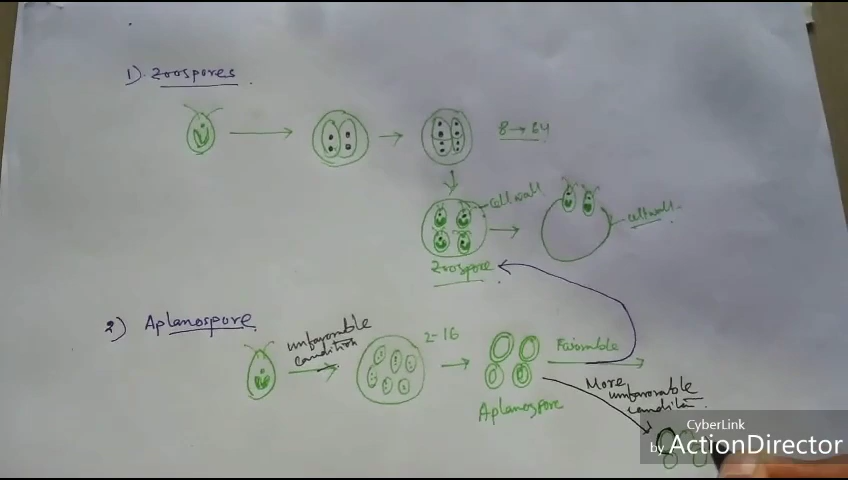 1) Zoospores
8 → 64
cell wall
cell wall
Zoospore
2) Aplanospore
unfavorable
condition
2-16
Favorable
Aplanospore
More
unfavorable
condition.
CyberLink
by ActionDirector